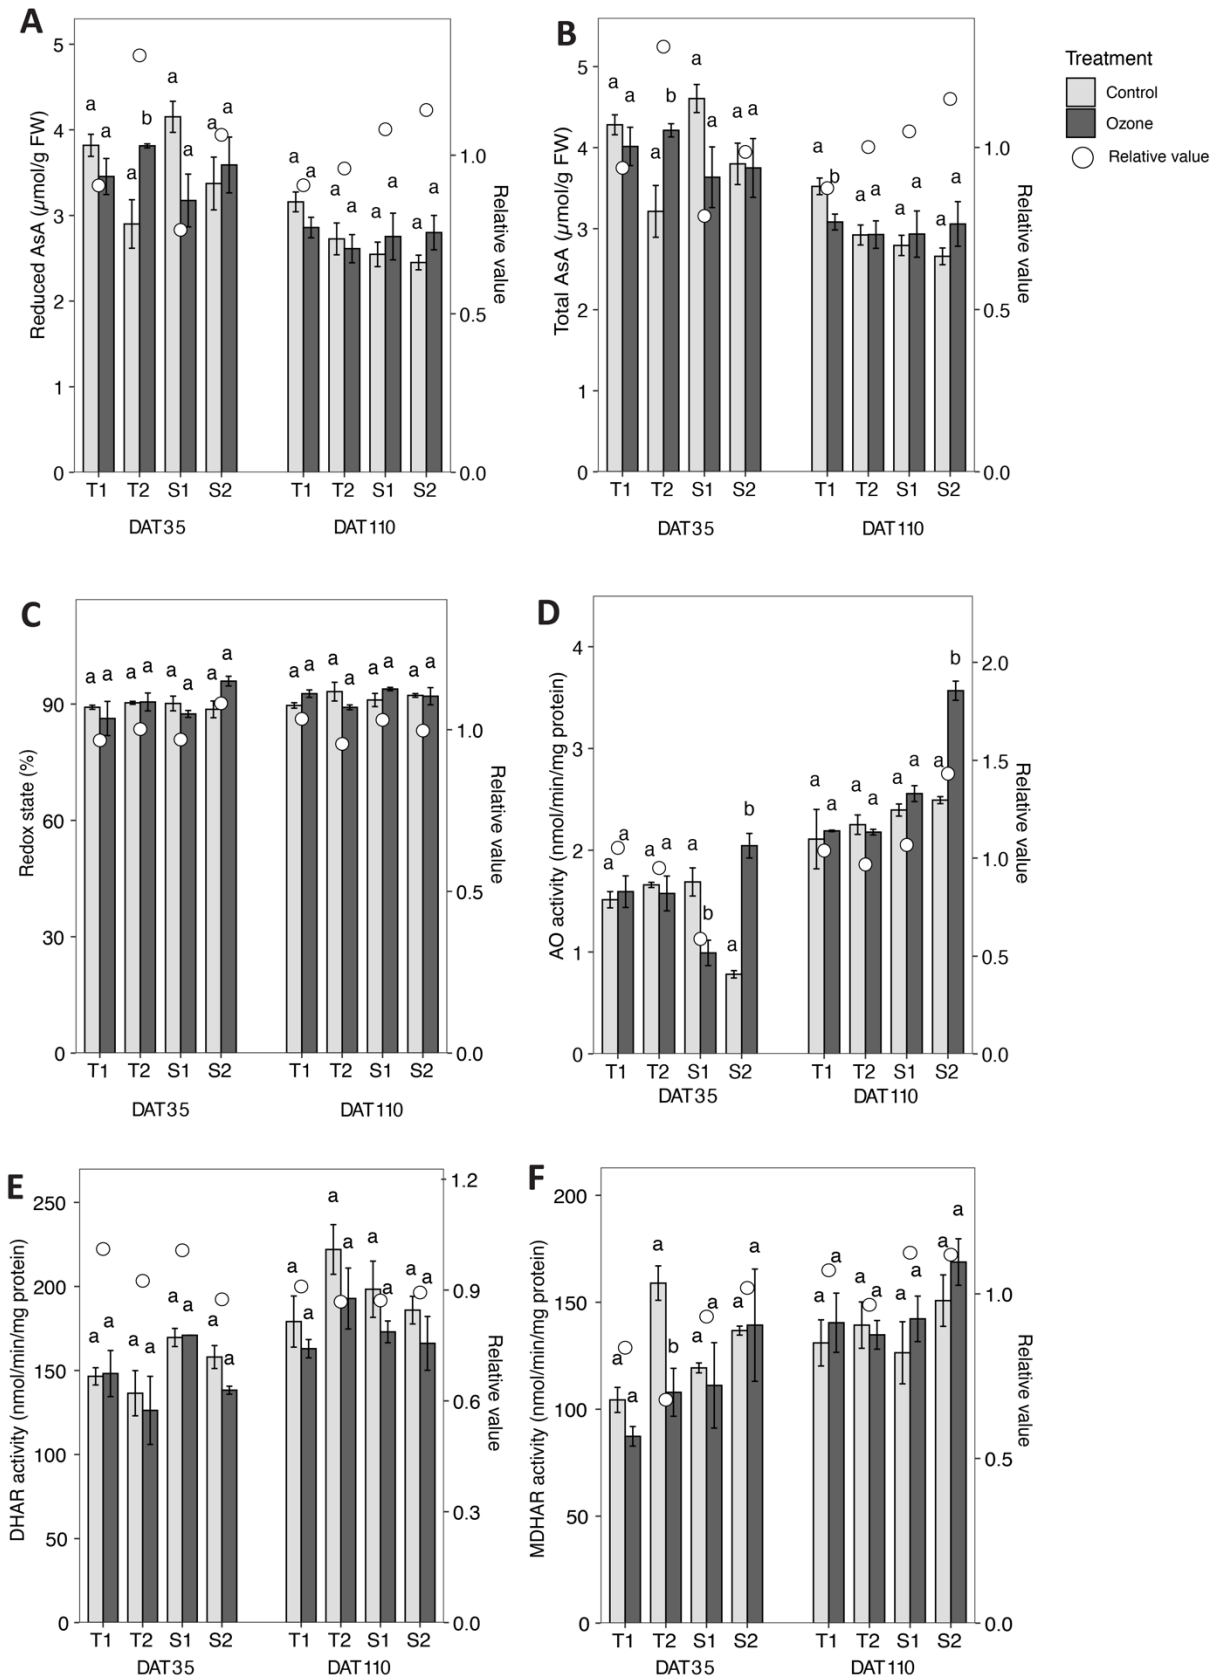 A
Reduced AsA (µmol/g FW)
5
4
3
2
1
0
a a a b a a a a
a a a a a a a a
1.0
0.5
0.0
Relative value
T1 T2 S1 S2 T1 T2 S1 S2
DAT35 DAT110
B
Total AsA (µmol/g FW)
5
4
3
2
1
0
a a a b a a a a
a b a a a a a a
1.0
0.5
0.0
Relative value
T1 T2 S1 S2 T1 T2 S1 S2
DAT35 DAT110
Treatment
Control
Ozone
Relative value
C
Redox state (%)
90
60
30
0
a a a a a a a a
a a a a a a a a
1.0
0.5
0.0
Relative value
T1 T2 S1 S2 T1 T2 S1 S2
DAT35 DAT110
D
AO activity (nmol/min/mg protein)
4
3
2
1
0
a a a a a b a b
a a a a a a a b
2.0
1.5
1.0
0.5
0.0
Relative value
T1 T2 S1 S2 T1 T2 S1 S2
DAT35 DAT110
E
DHAR activity (nmol/min/mg protein)
250
200
150
100
50
0
a a a a a a a a
a a a a a a a a
1.2
0.9
0.6
0.3
0.0
Relative value
T1 T2 S1 S2 T1 T2 S1 S2
DAT35 DAT110
F
MDHAR activity (nmol/min/mg protein)
200
150
100
50
0
a a a b a a a a
a a a a a a a a
1.0
0.5
0.0
Relative value
T1 T2 S1 S2 T1 T2 S1 S2
DAT35 DAT110